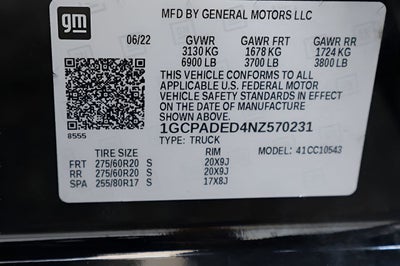 gm
MFD BY GENERAL MOTORS LLC
06/22 GVWR GAWR FRT GAWR RR
3130 KG 1678 KG 1724 KG
6900 LB 3700 LB 3800 LB
THIS VEHICLE CONFORMS TO ALL
APPLICABLE U.S. FEDERAL MOTOR
VEHICLE SAFETY STANDARDS IN EFFECT
ON THE DATE OF MANUFACTURE SHOWN ABOVE.
1GCPADED4NZ570231
8555
TYPE: TRUCK
TIRE SIZE RIM MODEL: 41CC10543
FRT 275/60R20 S 20X9J
RR 275/60R20 S 20X9J
SPA 255/80R17 S 17X8J